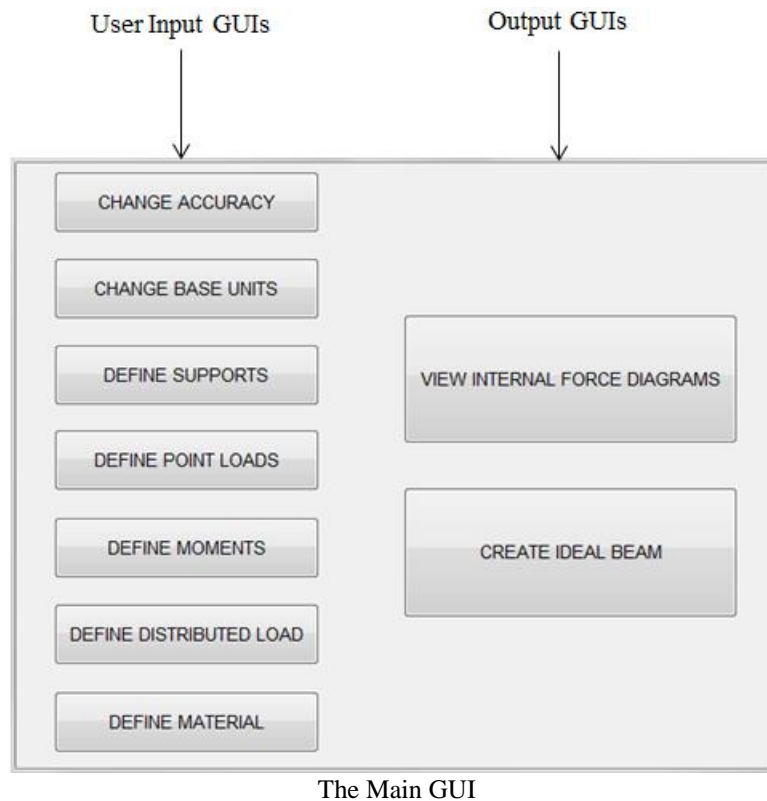 User Input GUIs
Output GUIs
CHANGE ACCURACY
CHANGE BASE UNITS
DEFINE SUPPORTS
DEFINE POINT LOADS
DEFINE MOMENTS
DEFINE DISTRIBUTED LOAD
DEFINE MATERIAL
VIEW INTERNAL FORCE DIAGRAMS
CREATE IDEAL BEAM
The Main GUI